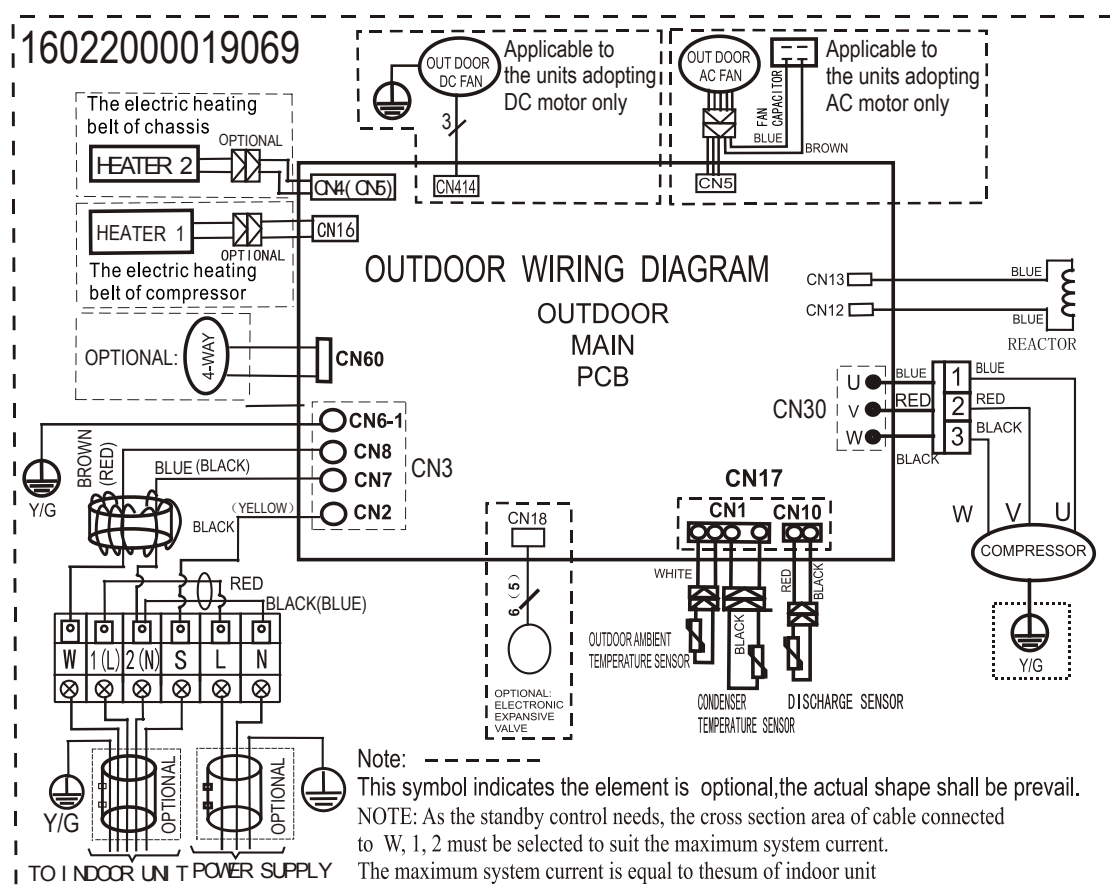 16022000019069
OUT DOOR
DC FAN
Applicable to
the units adopting
DC motor only
3
CN414
OUT DOOR
AC FAN
FAN
CAPACITOR
BLUE
BROWN
CN5
Applicable to
the units adopting
AC motor only
The electric heating
belt of chassis
OPTIONAL
HEATER 2
CN4(CN5)
HEATER 1
CN16
OPTIONAL
The electric heating
belt of compressor
OPTIONAL:
4-WAY
CN60
OUTDOOR WIRING DIAGRAM
OUTDOOR
MAIN
PCB
CN13
BLUE
CN12
BLUE
REACTOR
CN30
U
V
W
BLUE
RED
BLACK
1
2
3
BLUE
RED
BLACK
W V U
COMPRESSOR
Y/G
CN6-1
CN8
CN7
CN2
CN3
Y/G
BROWN
(RED)
BLUE (BLACK)
BLACK
(YELLOW)
RED
BLACK(BLUE)
W 1(L) 2(N) S L N
Y/G
OPTIONAL
OPTIONAL
TO INDOOR UNIT
POWER SUPPLY
CN18
6 (5)
OPTIONAL:
ELECTRONIC
EXPANSIVE
VALVE
CN17
CN1
CN10
WHITE
BLACK
RED
BLACK
OUTDOOR AMBIENT
TEMPERATURE SENSOR
CONDENSER
TEMPERATURE SENSOR
DISCHARGE SENSOR
Note:
This symbol indicates the element is optional,the actual shape shall be prevail.
NOTE: As the standby control needs, the cross section area of cable connected
to W, 1, 2 must be selected to suit the maximum system current.
The maximum system current is equal to thesum of indoor unit